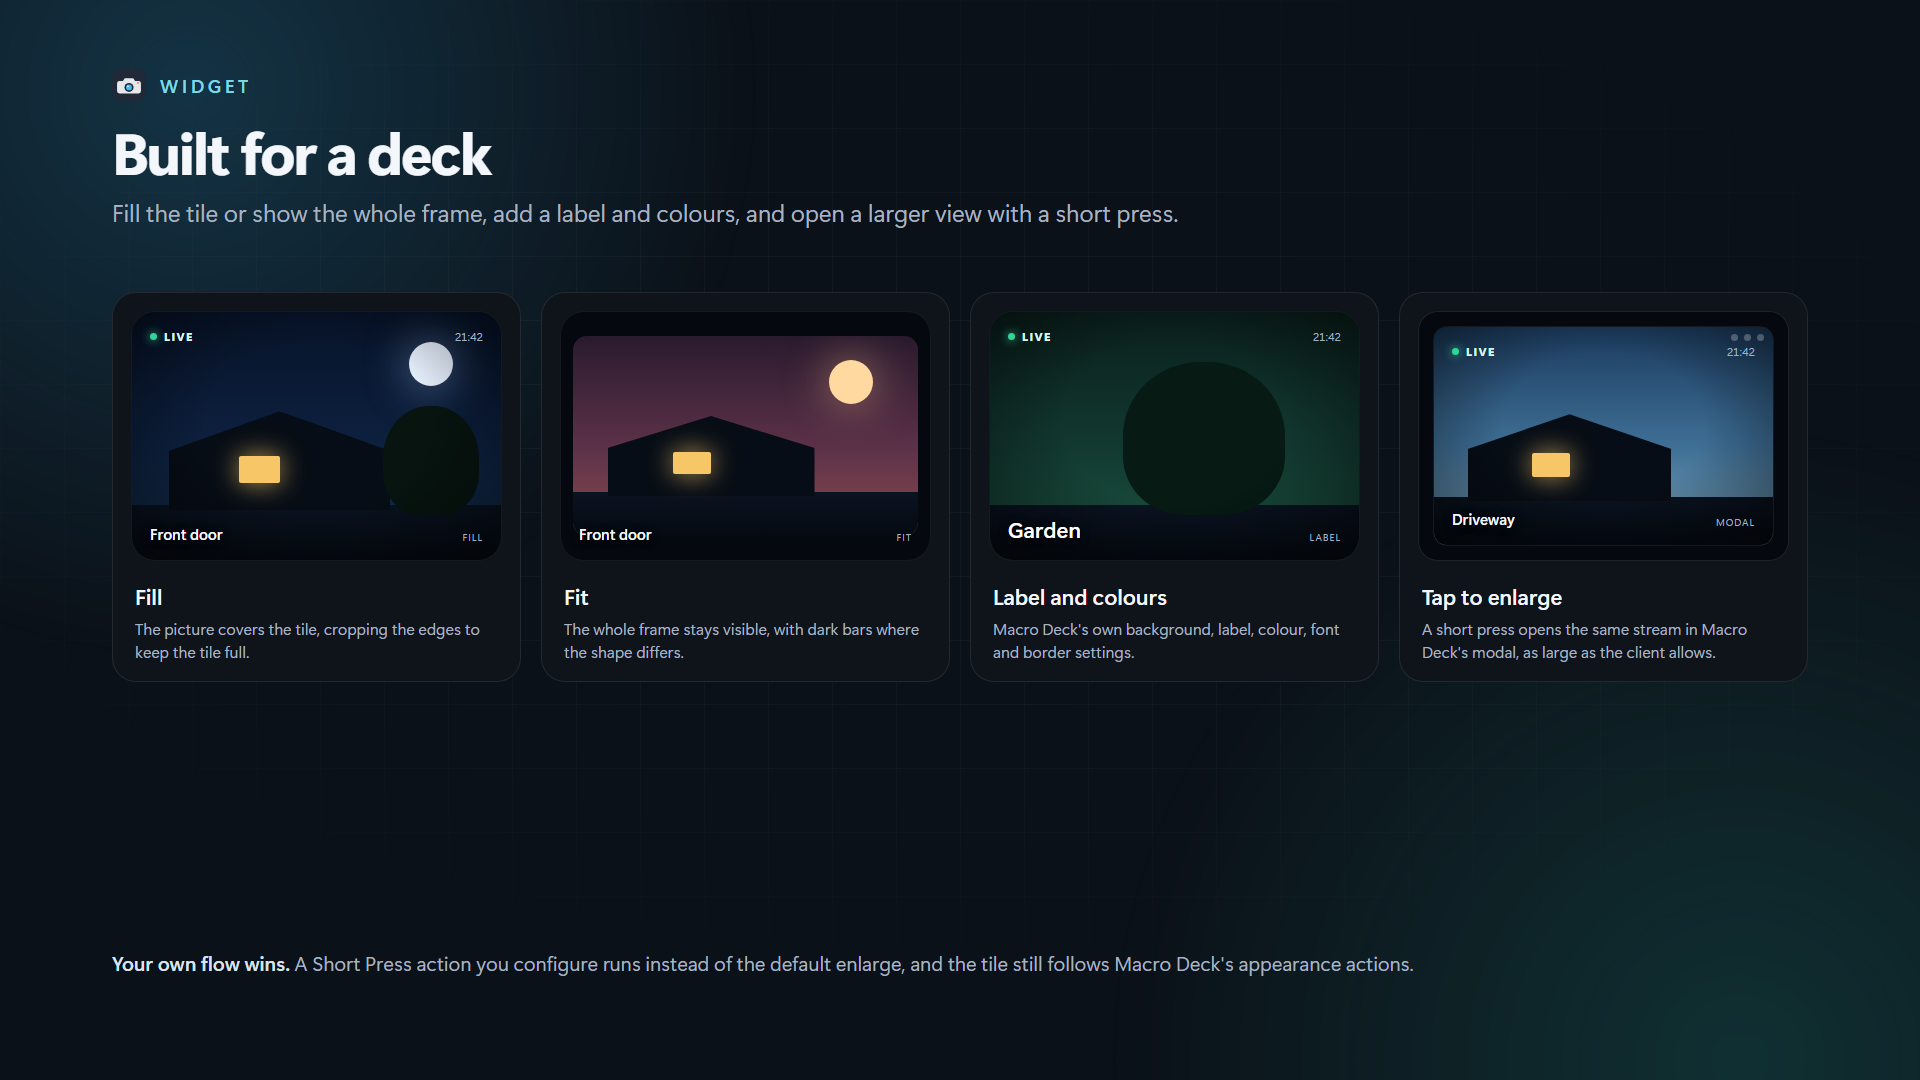 WIDGET
Built for a deck
Fill the tile or show the whole frame, add a label and colours, and open a larger view with a short press.
LIVE 21:42
Front door FILL
Fill
The picture covers the tile, cropping the edges to
keep the tile full.
Front door FIT
Fit
The whole frame stays visible, with dark bars where
the shape differs.
LIVE 21:42
Garden LABEL
Label and colours
Macro Deck's own background, label, colour, font
and border settings.
LIVE 21:42
Driveway MODAL
Tap to enlarge
A short press opens the same stream in Macro
Deck's modal, as large as the client allows.
Your own flow wins. A Short Press action you configure runs instead of the default enlarge, and the tile still follows Macro Deck's appearance actions.